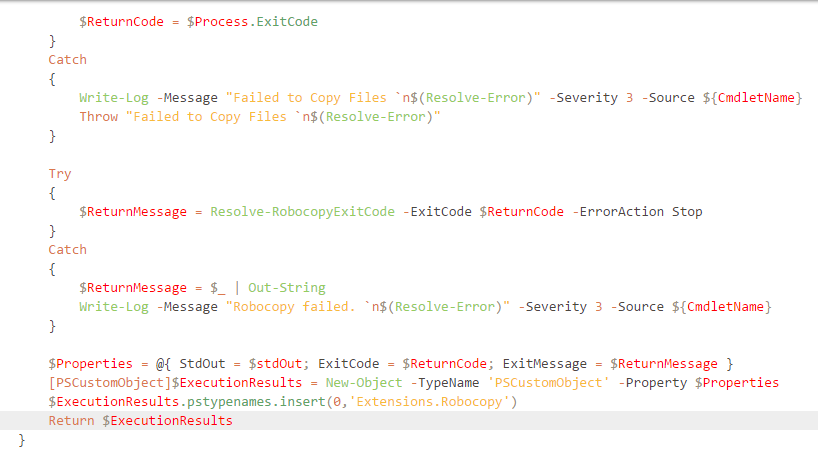 $ReturnCode = $Process.ExitCode
}
Catch
{
Write-Log -Message "Failed to Copy Files `n$(Resolve-Error)" -Severity 3 -Source ${CmdletName}
Throw "Failed to Copy Files `n$(Resolve-Error)"
}
Try
{
$ReturnMessage = Resolve-RobocopyExitCode -ExitCode $ReturnCode -ErrorAction Stop
}
Catch
{
$ReturnMessage = $_ | Out-String
Write-Log -Message "Robocopy failed. `n$(Resolve-Error)" -Severity 3 -Source ${CmdletName}
}
$Properties = @{ StdOut = $stdOut; ExitCode = $ReturnCode; ExitMessage = $ReturnMessage }
[PSCustomObject]$ExecutionResults = New-Object -TypeName 'PSCustomObject' -Property $Properties
$ExecutionResults.pstypenames.insert(0,'Extensions.Robocopy')
Return $ExecutionResults
}